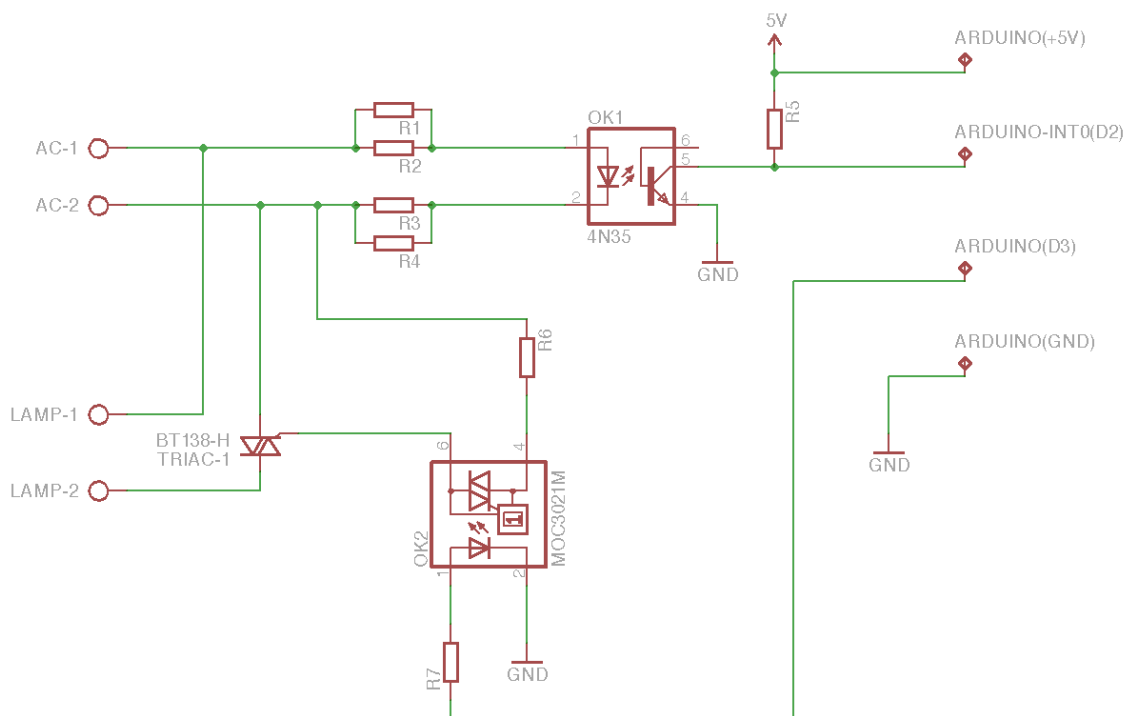 5V
ARDUINO(+5V)
R5
R1
OK1
AC-1
1
6
ARDUINO-INT0(D2)
R2
5
AC-2
2
4
R3
4N35
R4
GND
ARDUINO(D3)
R6
ARDUINO(GND)
LAMP-1
BT138-H
TRIAC-1
6
4
GND
LAMP-2
MOC3021M
1
OK2
1
2
R7
GND